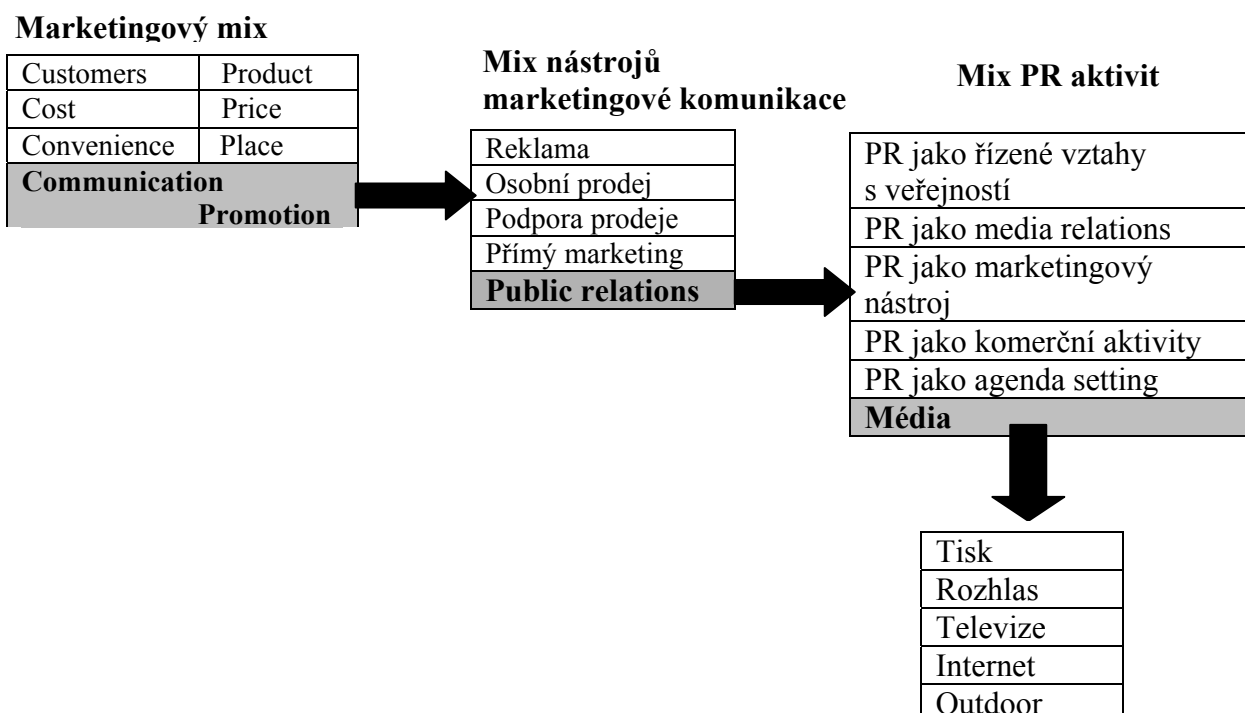 Marketingový mix
Customers Product
Cost Price
Convenience Place
Communication
Promotion
Mix nástrojů
marketingové komunikace
Reklama
Osobní prodej
Podpora prodeje
Přímý marketing
Public relations
Mix PR aktivit
PR jako řízené vztahy
s veřejností
PR jako media relations
PR jako marketingový
nástroj
PR jako komerční aktivity
PR jako agenda setting
Média
Tisk
Rozhlas
Televize
Internet
Outdoor